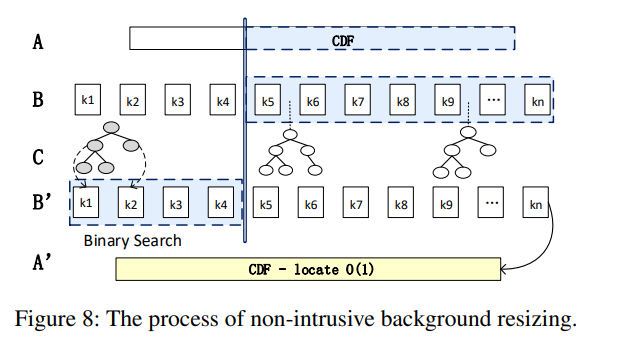 A CDF
B k1 k2 k3 k4 k5 k6 k7 k8 k9 ... kn
C
B' k1 k2 k3 k4 k5 k6 k7 k8 k9 ... kn
Binary Search
A' CDF - locate O(1)
Figure 8: The process of non-intrusive background resizing.